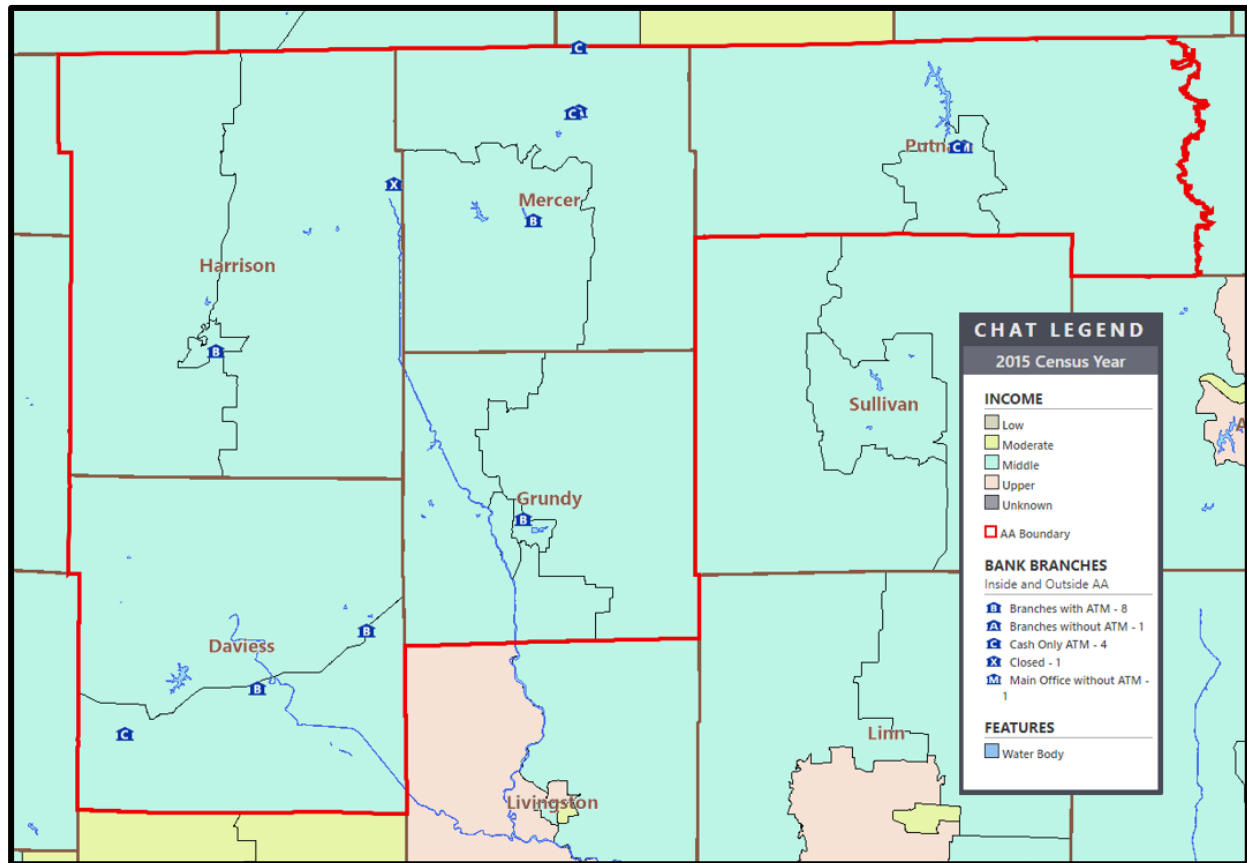 C
C
Putn
C
A
X
Mercer
B
Harrison
B
CHAT LEGEND
2015 Census Year
INCOME
Low
Moderate
Middle
Upper
Unknown
AA Boundary
BANK BRANCHES
Inside and Outside AA
B Branches with ATM - 8
A Branches without ATM - 1
C Cash Only ATM - 4
X Closed - 1
M Main Office without ATM -
1
FEATURES
Water Body
Sullivan
A
Grundy
B
B
Daviess
B
C
Linn
Livingston